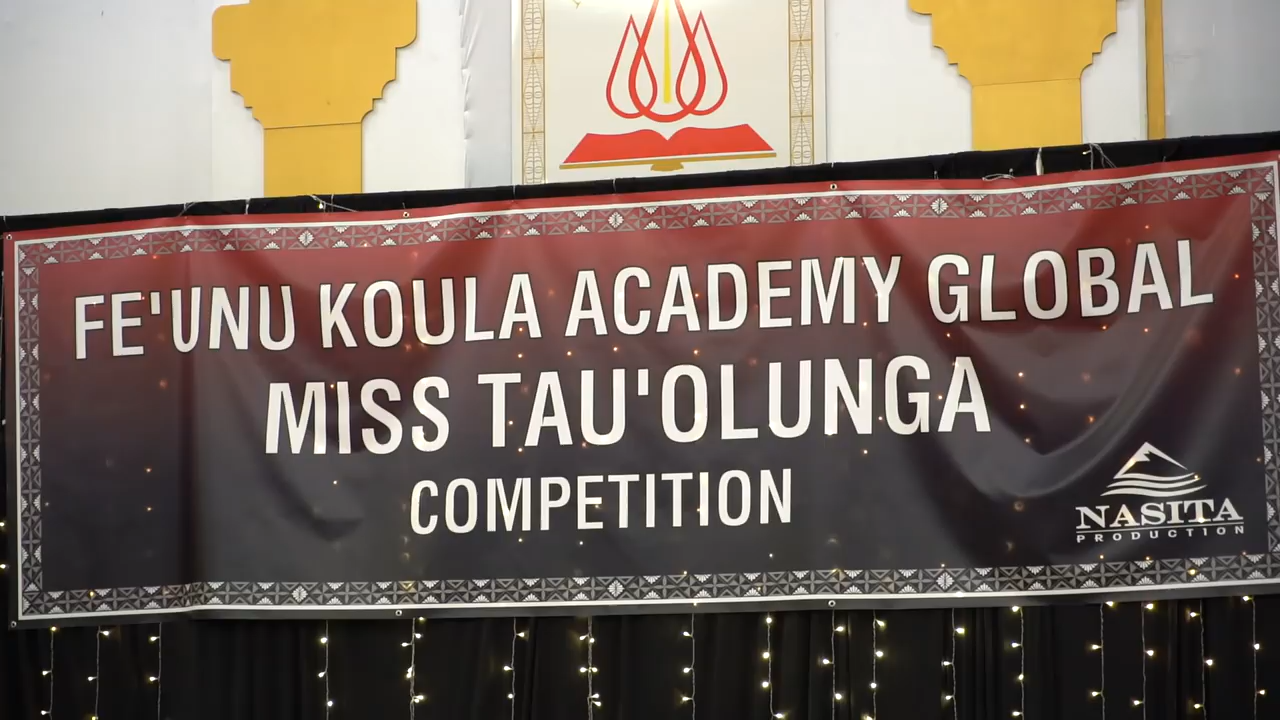 FE'UNU KOULA ACADEMY GLOBAL
MISS TAU'OLUNGA
COMPETITION
NASITA
PRODUCTION